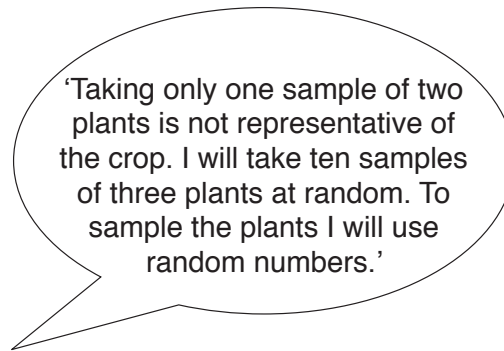 ‘Taking only one sample of two
plants is not representative of
the crop. I will take ten samples
of three plants at random. To
sample the plants I will use
random numbers.’